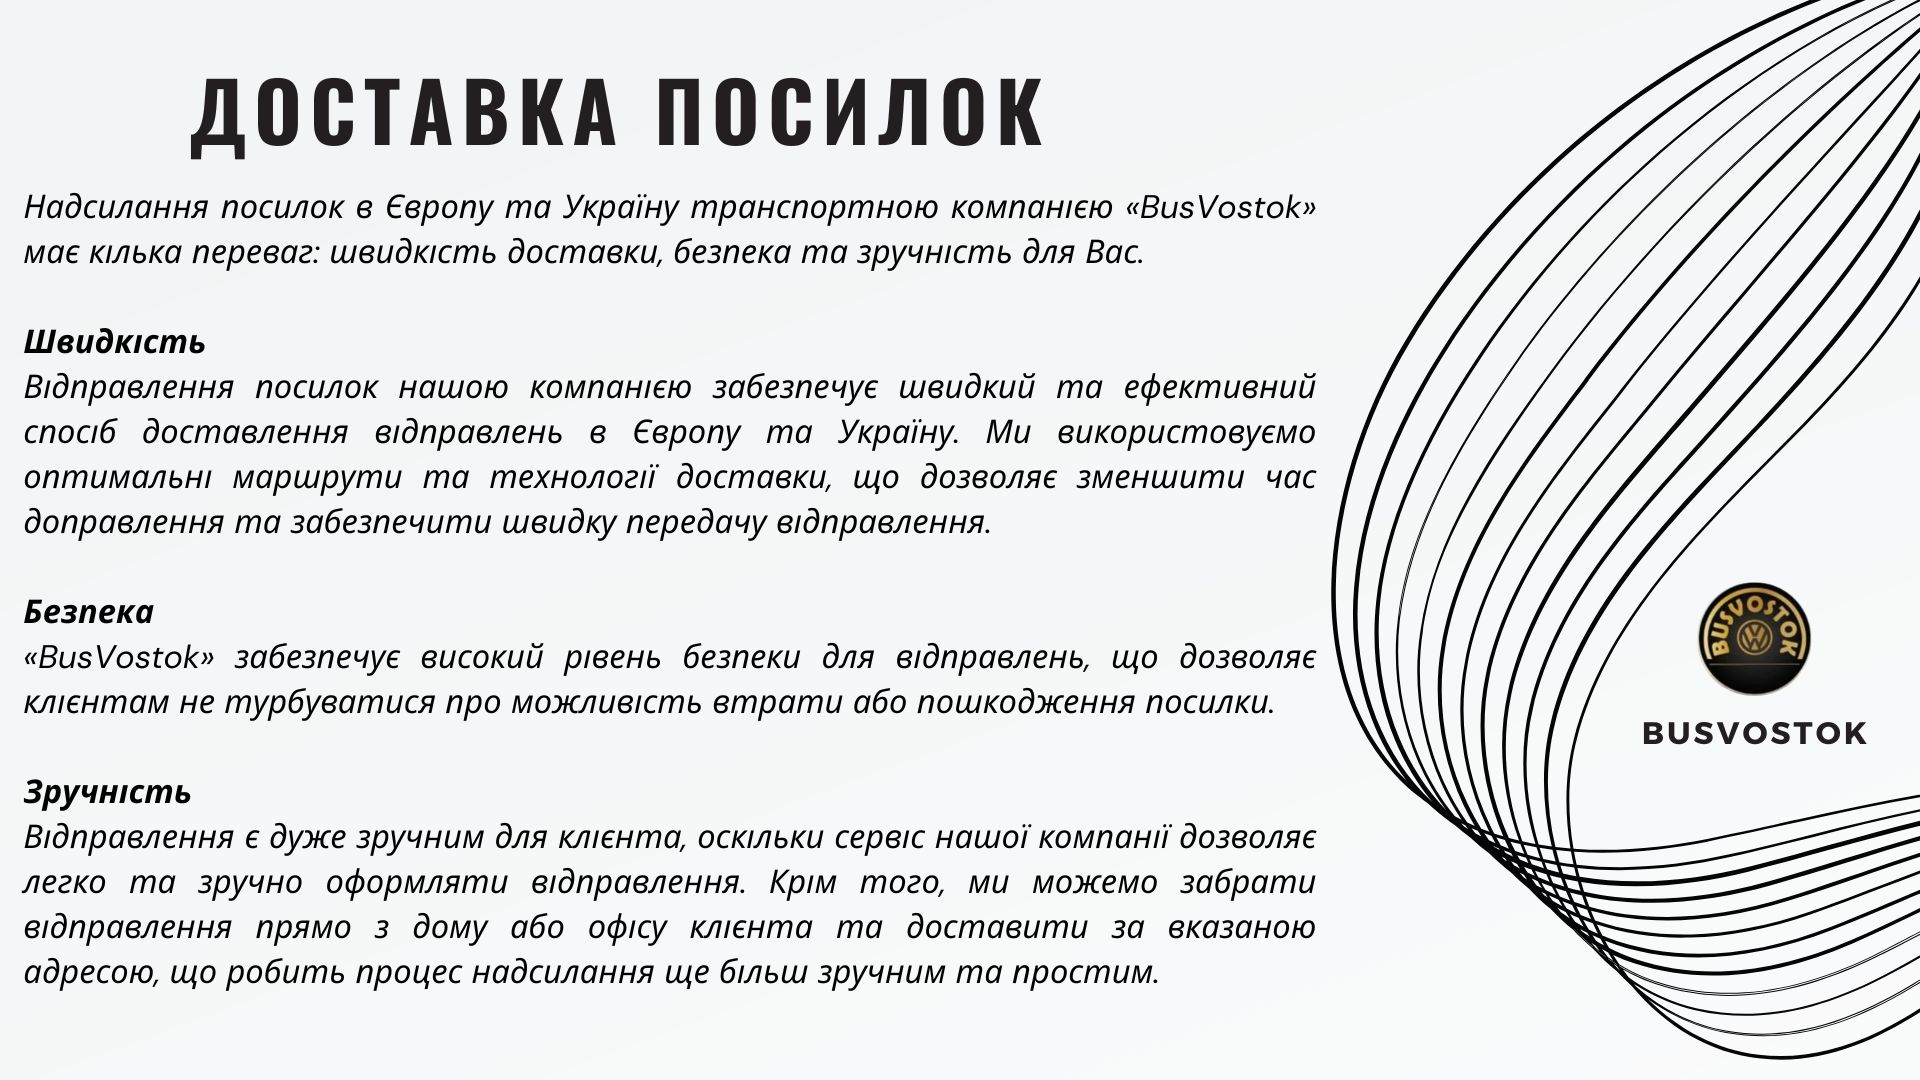 ДОСТАВКА ПОСИЛОК
Надсилання посилок в Європу та Україну транспортною компанією «BusVostok»
має кілька переваг: швидкість доставки, безпека та зручність для Вас.
Швидкість
Відправлення посилок нашою компанією забезпечує швидкий та ефективний
спосіб доставлення відправлень в Європу та Україну. Ми використовуємо
оптимальні маршрути та технології доставки, що дозволяє зменшити час
доправлення та забезпечити швидку передачу відправлення.
Безпека
«BusVostok» забезпечує високий рівень безпеки для відправлень, що дозволяє
клієнтам не турбуватися про можливість втрати або пошкодження посилки.
Зручність
Відправлення є дуже зручним для клієнта, оскільки сервіс нашої компанії дозволяє
легко та зручно оформляти відправлення. Крім того, ми можемо забрати
відправлення прямо з дому або офісу клієнта та доставити за вказаною
адресою, що робить процес надсилання ще більш зручним та простим.
BUSVOSTOK
BUSVOSTOK